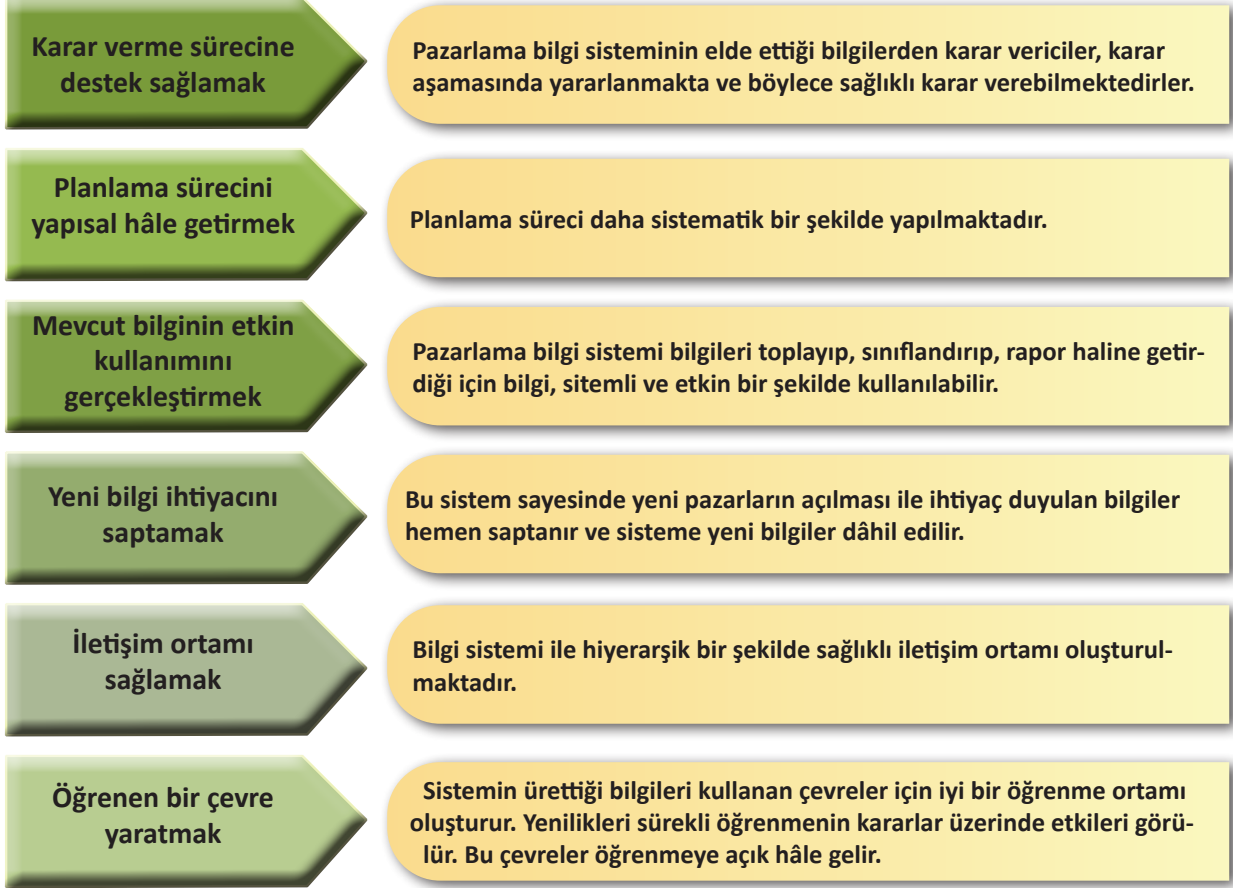 Karar verme sürecine
destek sağlamak
Pazarlama bilgi sisteminin elde ettiği bilgilerden karar vericiler, karar
aşamasında yararlanmakta ve böylece sağlıklı karar verebilmektedirler.
Planlama sürecini
yapısal hâle getirmek
Planlama süreci daha sistematik bir şekilde yapılmaktadır.
Mevcut bilginin etkin
kullanımını
gerçekleştirmek
Pazarlama bilgi sistemi bilgileri toplayıp, sınıflandırıp, rapor haline getir-
diği için bilgi, sitemli ve etkin bir şekilde kullanılabilir.
Yeni bilgi ihtiyacını
saptamak
Bu sistem sayesinde yeni pazarların açılması ile ihtiyaç duyulan bilgiler
hemen saptanır ve sisteme yeni bilgiler dâhil edilir.
İletişim ortamı
sağlamak
Bilgi sistemi ile hiyerarşik bir şekilde sağlıklı iletişim ortamı oluşturul-
maktadır.
Öğrenen bir çevre
yaratmak
Sistemin ürettiği bilgileri kullanan çevreler için iyi bir öğrenme ortamı
oluşturur. Yenilikleri sürekli öğrenmenin kararlar üzerinde etkileri görü-
lür. Bu çevreler öğrenmeye açık hâle gelir.